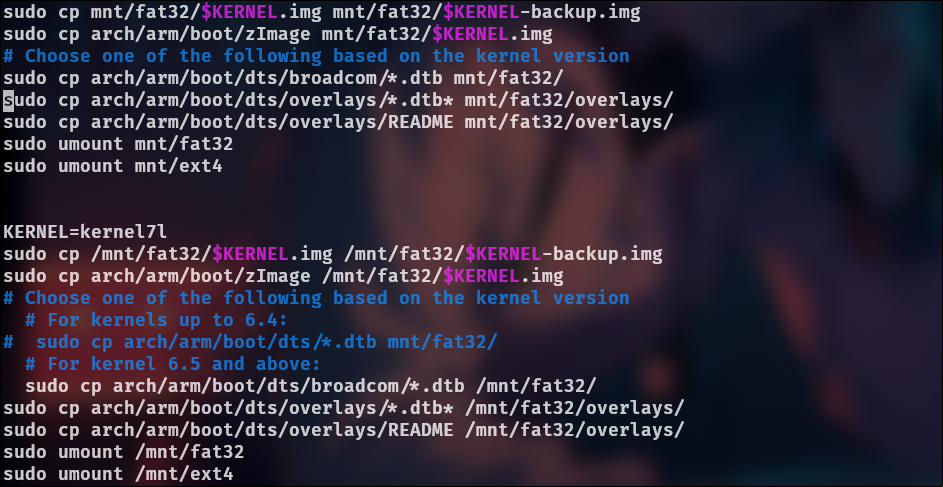 sudo cp mnt/fat32/$KERNEL.img mnt/fat32/$KERNEL-backup.img
sudo cp arch/arm/boot/zImage mnt/fat32/$KERNEL.img
# Choose one of the following based on the kernel version
sudo cp arch/arm/boot/dts/broadcom/*.dtb mnt/fat32/
sudo cp arch/arm/boot/dts/overlays/*.dtb* mnt/fat32/overlays/
sudo cp arch/arm/boot/dts/overlays/README mnt/fat32/overlays/
sudo umount mnt/fat32
sudo umount mnt/ext4
KERNEL=kernel7l
sudo cp /mnt/fat32/$KERNEL.img /mnt/fat32/$KERNEL-backup.img
sudo cp arch/arm/boot/zImage /mnt/fat32/$KERNEL.img
# Choose one of the following based on the kernel version
  # For kernels up to 6.4:
#  sudo cp arch/arm/boot/dts/*.dtb mnt/fat32/
  # For kernel 6.5 and above:
  sudo cp arch/arm/boot/dts/broadcom/*.dtb /mnt/fat32/
sudo cp arch/arm/boot/dts/overlays/*.dtb* /mnt/fat32/overlays/
sudo cp arch/arm/boot/dts/overlays/README /mnt/fat32/overlays/
sudo umount /mnt/fat32
sudo umount /mnt/ext4